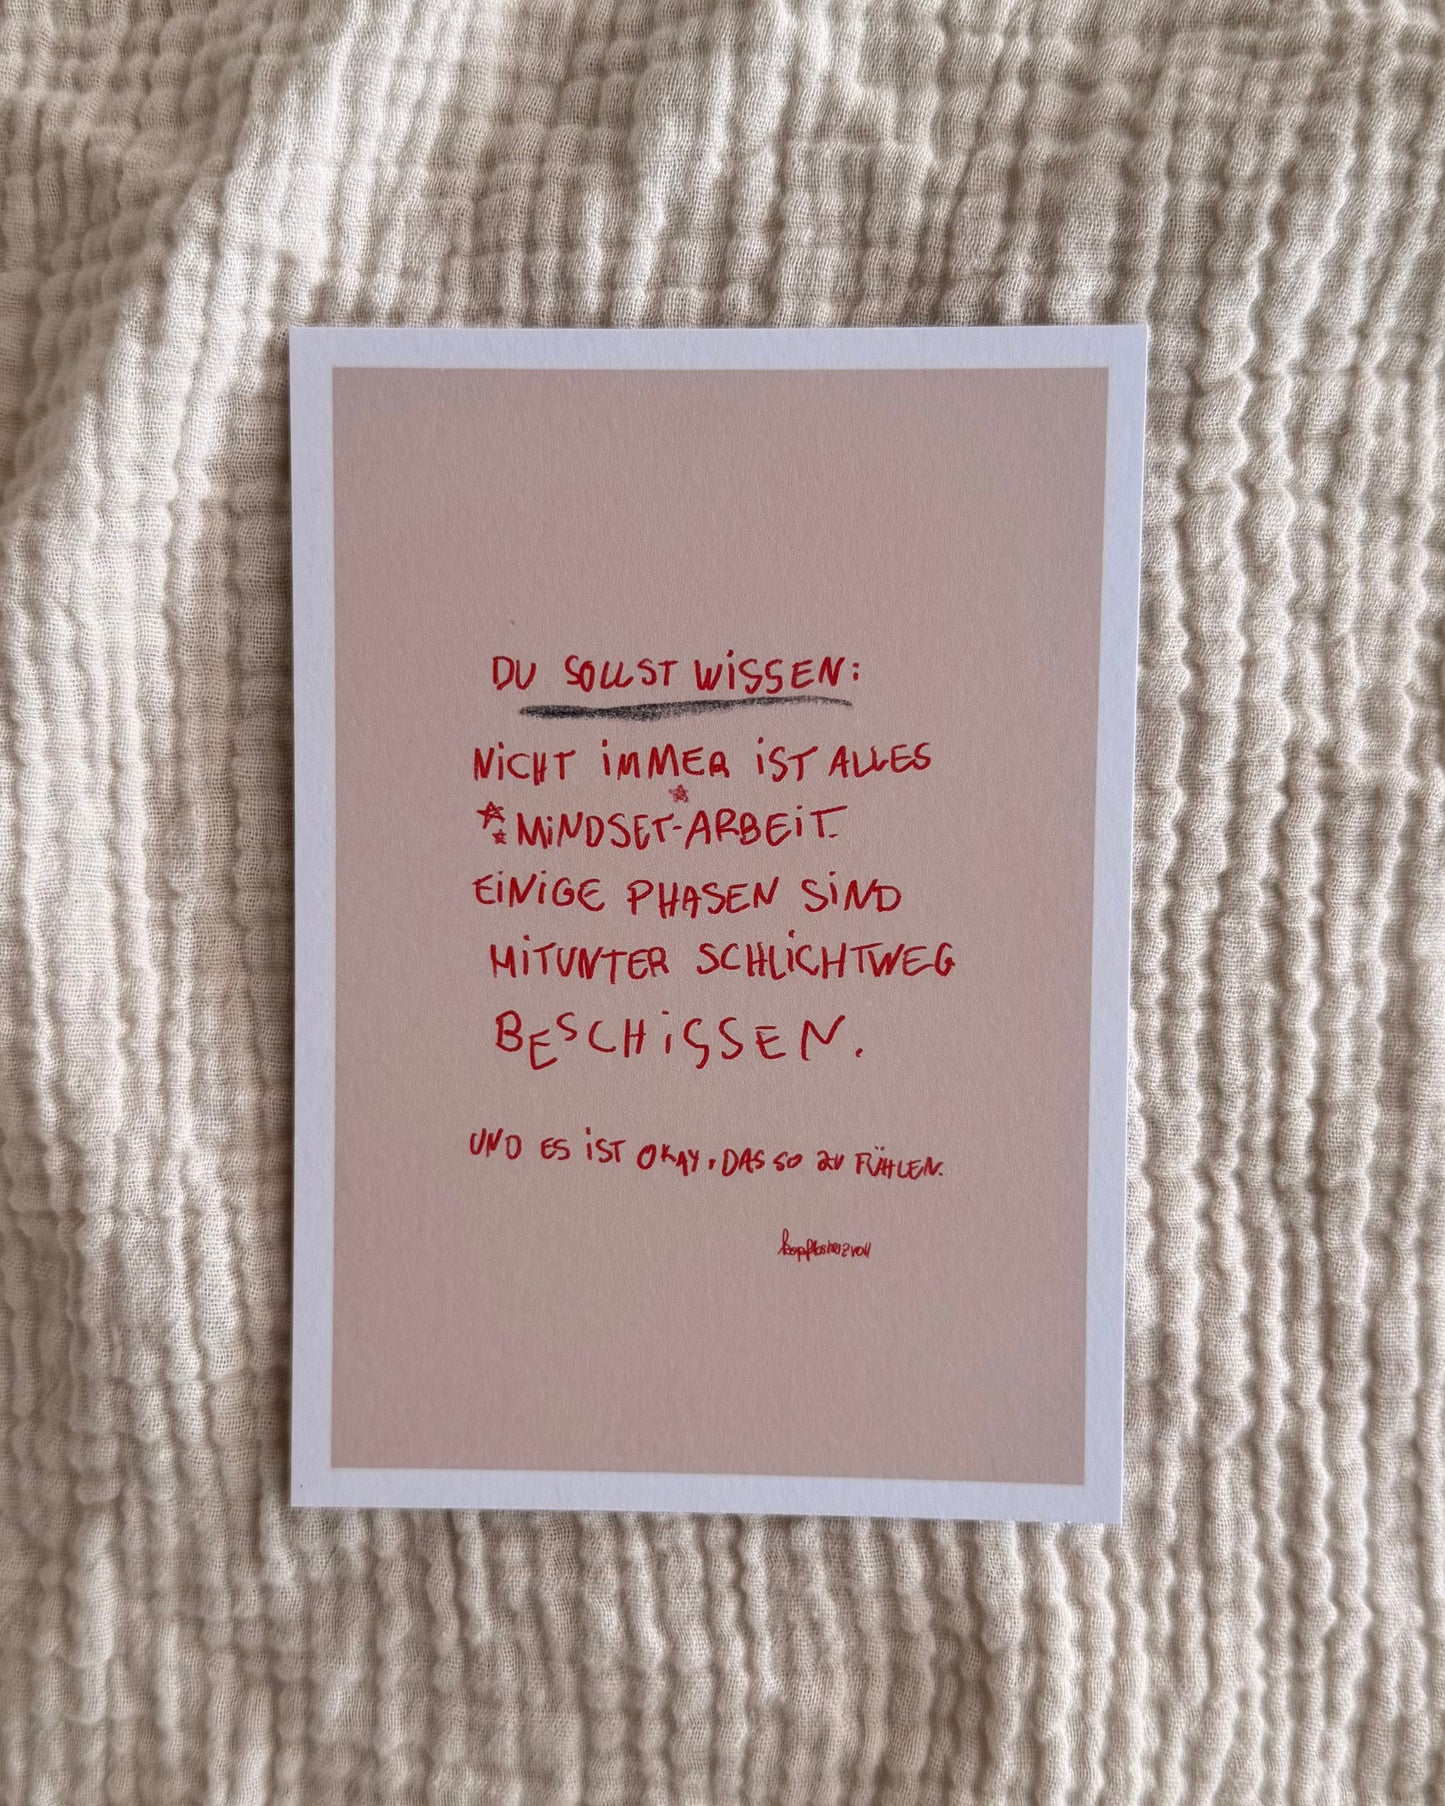 DU SOLLST WISSEN:
NICHT IMMER IST ALLES
MINDSET-ARBEIT.
EINIGE PHASEN SIND
MITUNTER SCHLICHTWEG
BESCHISSEN.
UND ES IST OKAY, DAS SO ZU FÜHLEN.
kopflosherzvoll